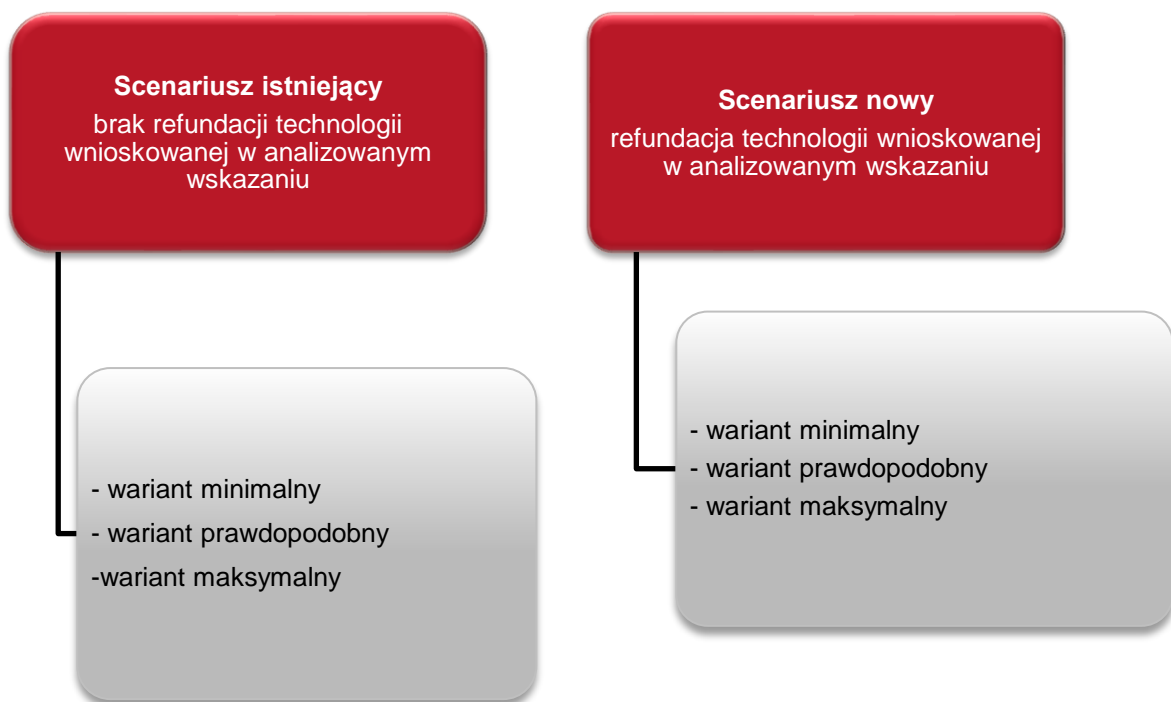 Scenariusz istniejący
brak refundacji technologii
wnioskowanej w analizowanym
wskazaniu
- wariant minimalny
- wariant prawdopodobny
-wariant maksymalny
Scenariusz nowy
refundacja technologii wnioskowanej
w analizowanym wskazaniu
- wariant minimalny
- wariant prawdopodobny
- wariant maksymalny